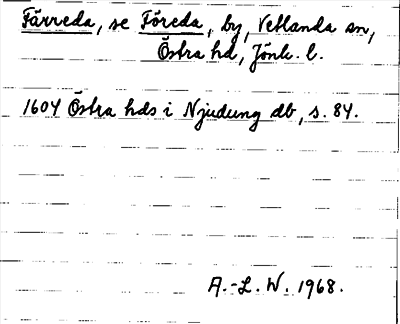 Färreda, se Föreda, by, Vetlanda sn,
Östra hd, Jönk. l.
1604 Östra hds i Njudung db, s. 84.
A.-L. W. 1968.